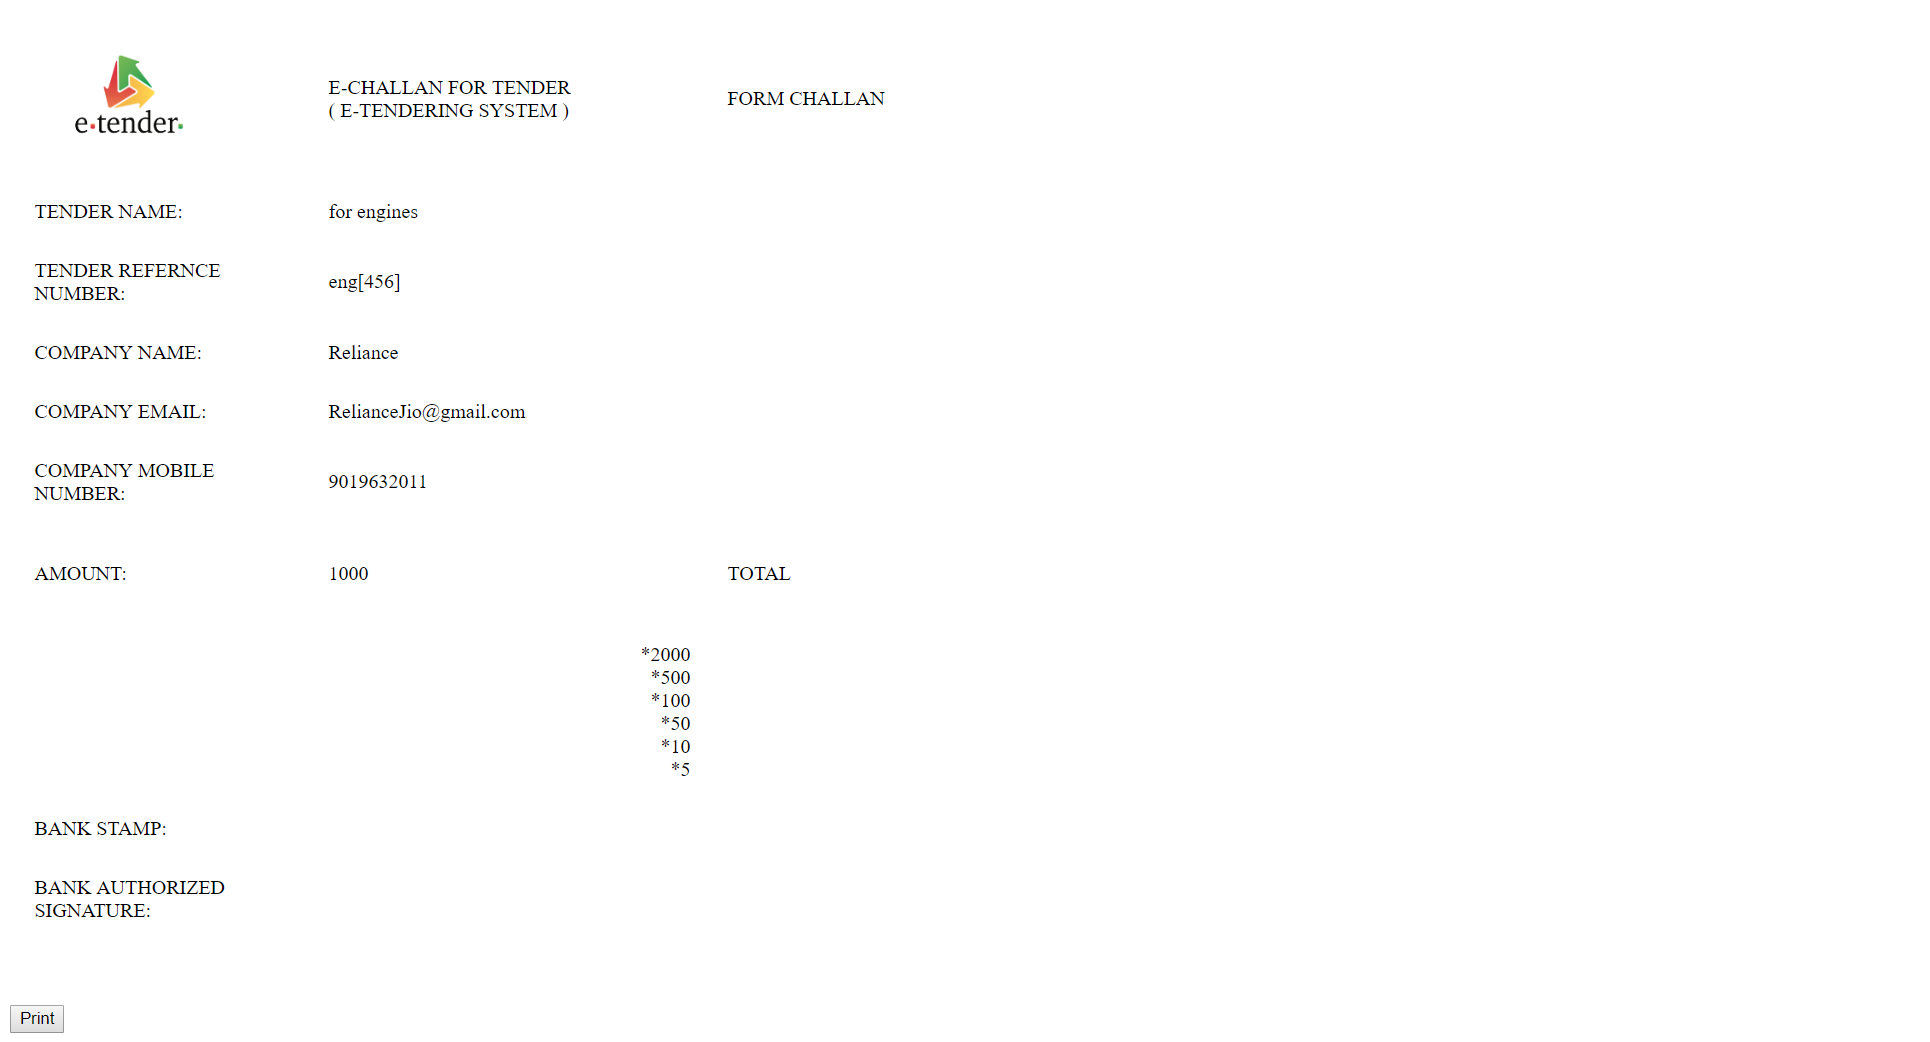 e-tender.
E-CHALLAN FOR TENDER
( E-TENDERING SYSTEM )
FORM CHALLAN
TENDER NAME:
for engines
TENDER REFERNCE
NUMBER:
eng[456]
COMPANY NAME:
Reliance
COMPANY EMAIL:
RelianceJio@gmail.com
COMPANY MOBILE
NUMBER:
9019632011
AMOUNT:
1000
TOTAL
*2000
*500
*100
*50
*10
*5
BANK STAMP:
BANK AUTHORIZED
SIGNATURE:
Print